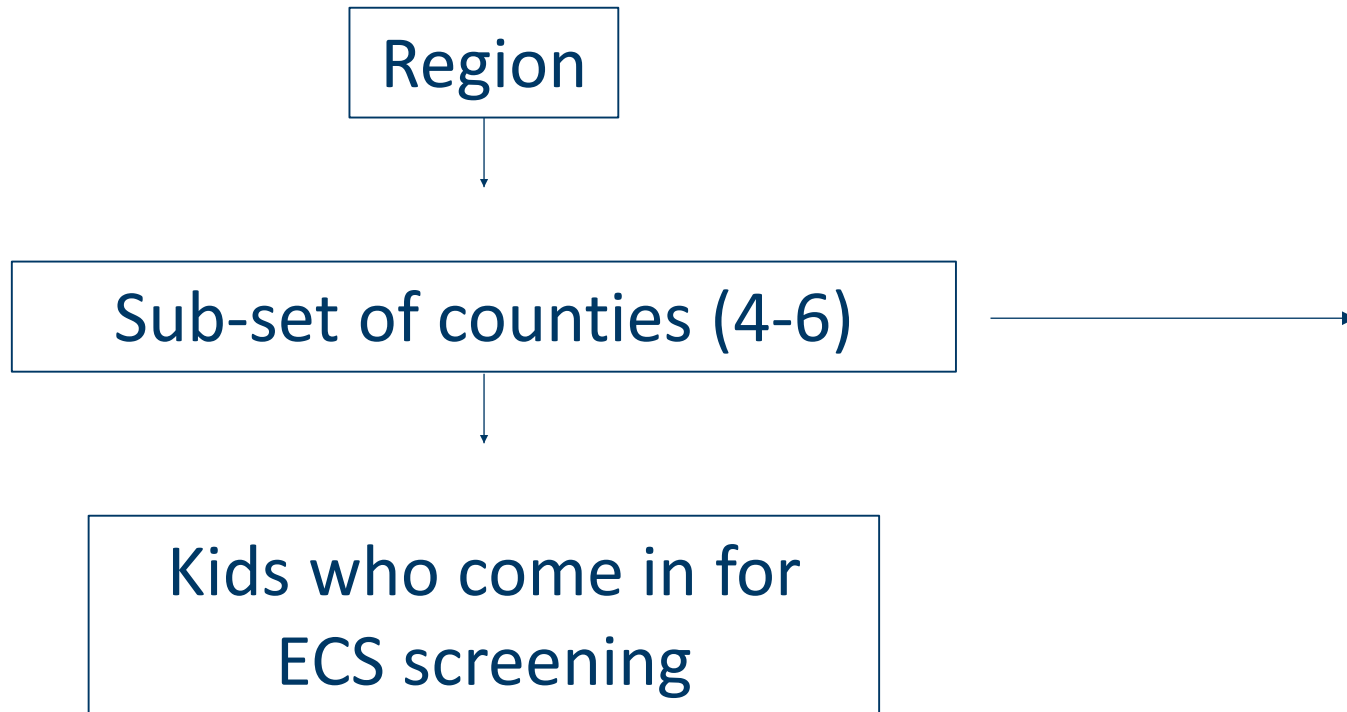 Region
Sub-set of counties (4-6)
Kids who come in for
ECS screening